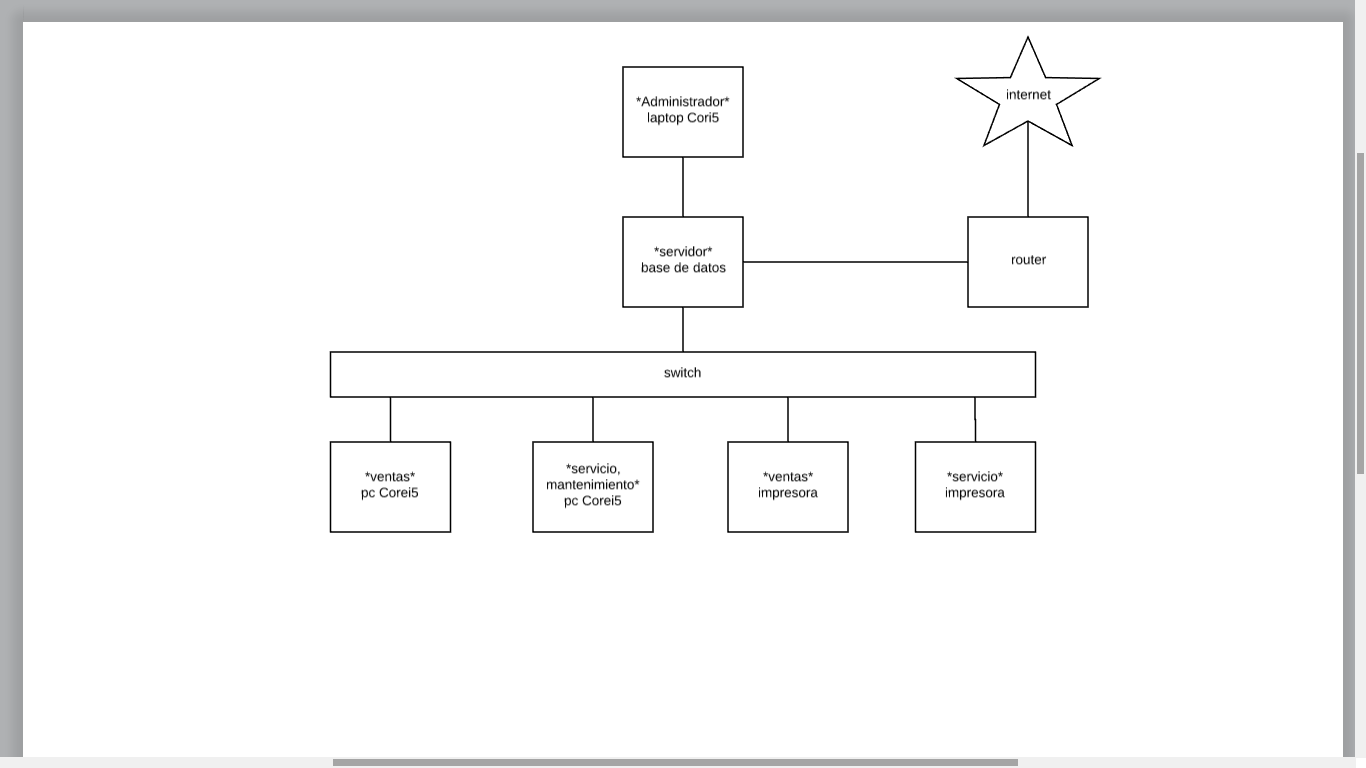 *Administrador*
laptop Cori5
internet
*servidor*
base de datos
router
switch
*ventas*
pc Corei5
*servicio,
mantenimiento*
pc Corei5
*ventas*
impresora
*servicio*
impresora